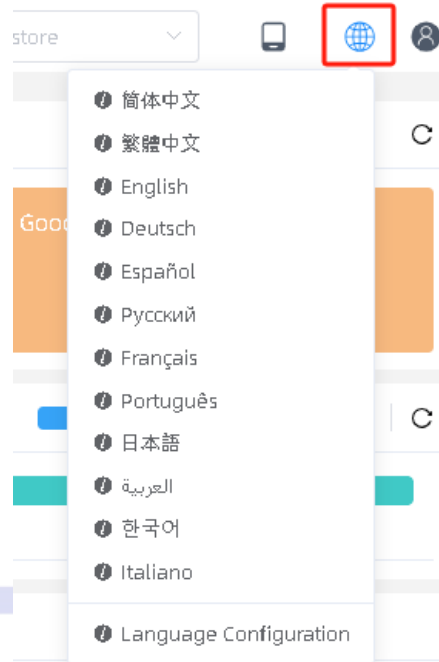 store
简体中文
繁體中文
English
Good
Deutsch
Español
Русский
Français
Português
日本語
العربية
한국어
Italiano
Language Configuration